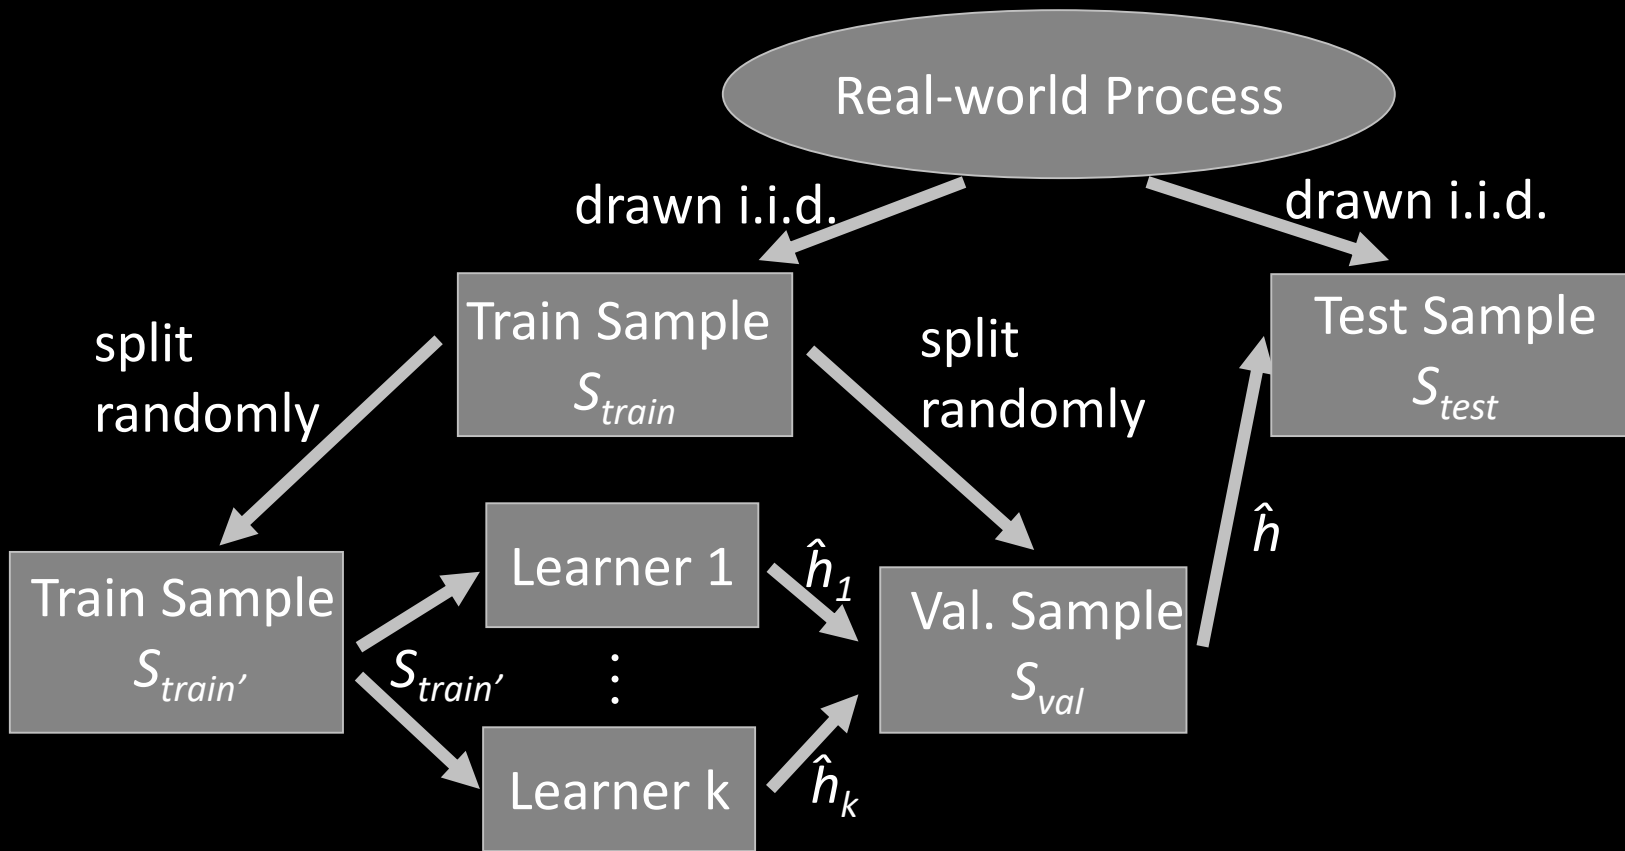 Real-world Process
drawn i.i.d.
drawn i.i.d.
Train Sample
S_train
Test Sample
S_test
split
randomly
split
randomly
Train Sample
S_train’
S_train’
Learner 1
⋮
Learner k
ĥ_1
ĥ_k
Val. Sample
S_val
ĥ